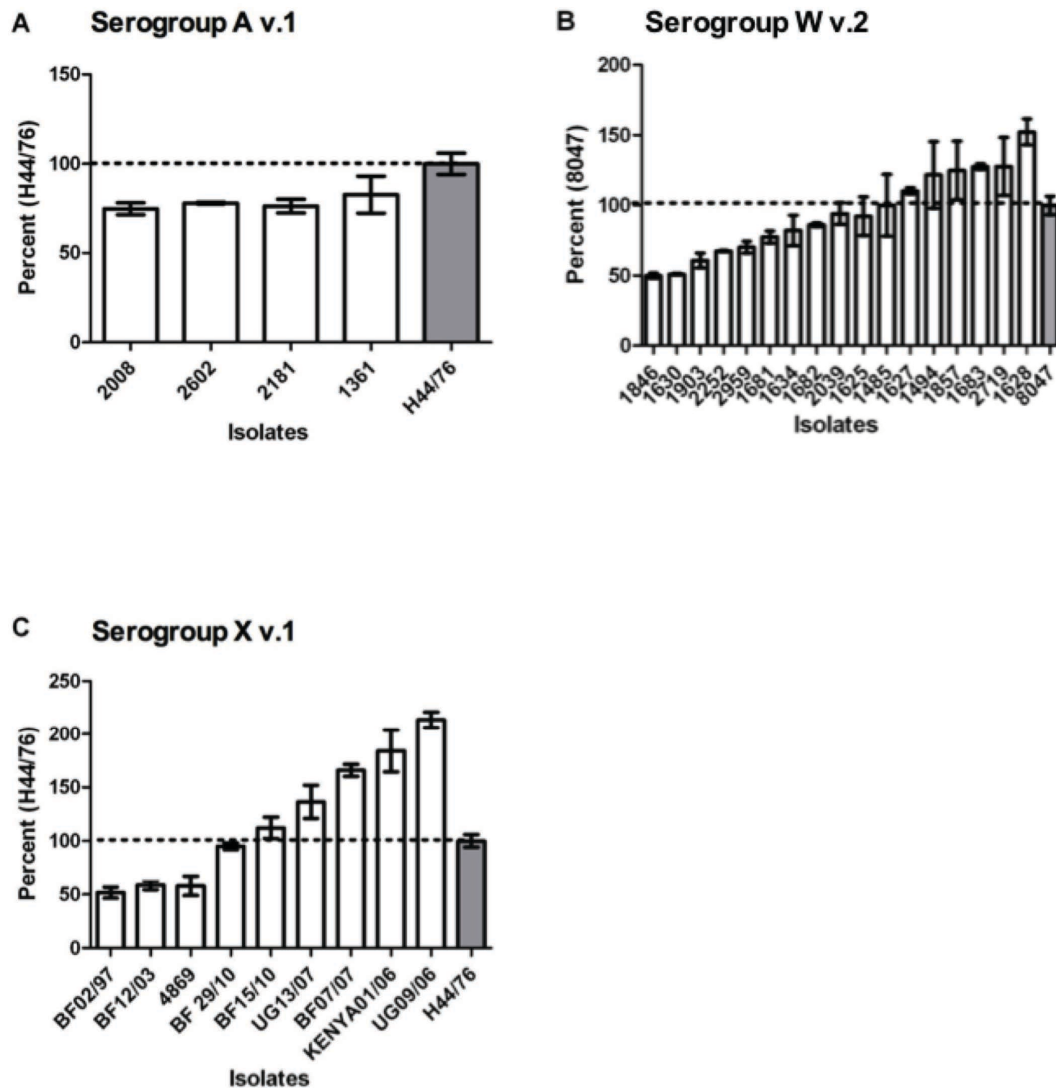 A Serogroup A v.1
Percent (H44/76)
150
100
50
0
2008 2602 2181 1361 H44/76
Isolates
B Serogroup W v.2
Percent (8047)
200
150
100
50
0
1846 1630 1903 2252 2959 1681 1634 1682 2039 1625 1485 1627 1494 1857 1683 2719 1628 8047
Isolates
C Serogroup X v.1
Percent (H44/76)
250
200
150
100
50
0
BF02/97 BF12/03 4869 BF 29/10 BF15/10 UG13/07 BF07/07 KENYA01/06 UG09/06 H44/76
Isolates